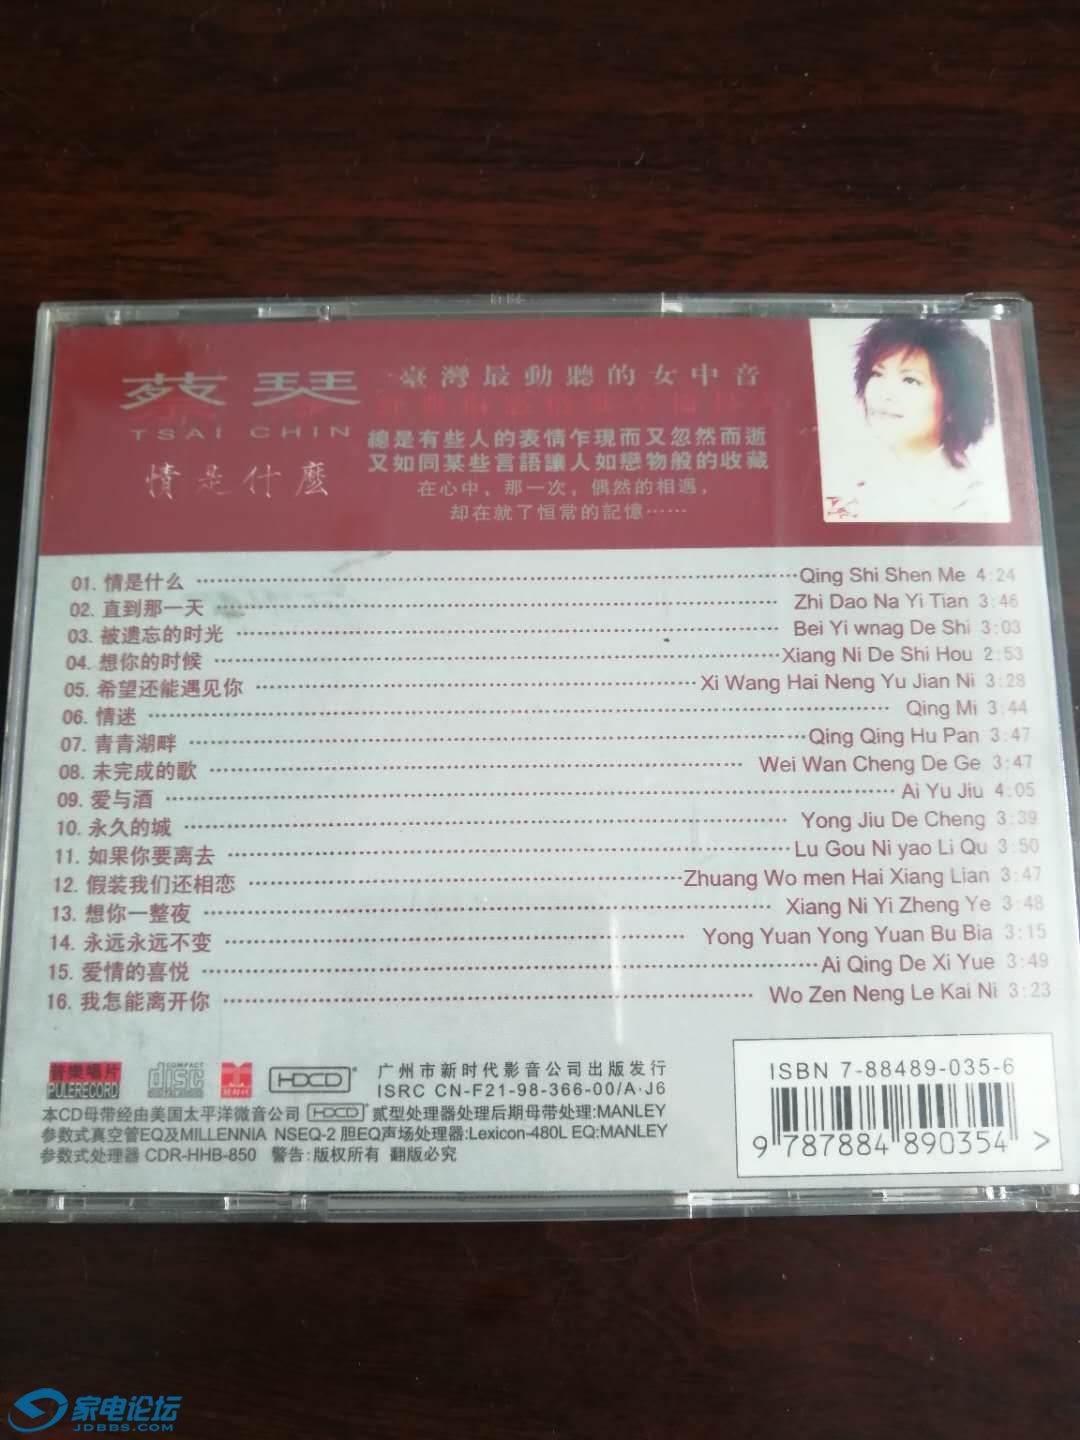 蔡琴
TSAI CHIN
情是什麼
臺灣最動聽的女中音
總是有些人的表情乍現而又忽然而逝
又如同某些言語讓人如戀物般的收藏
在心中，那一次，偶然的相遇，
却在就了恒常的記憶……
01. 情是什么 Qing Shi Shen Me 4:24
02. 直到那一天 Zhi Dao Na Yi Tian 3:46
03. 被遗忘的时光 Bei Yi wnag De Shi 3:03
04. 想你的时候 Xiang Ni De Shi Hou 2:53
05. 希望还能遇见你 Xi Wang Hai Neng Yu Jian Ni 3:29
06. 情迷 Qing Mi 3:44
07. 青青湖畔 Qing Qing Hu Pan 3:47
08. 未完成的歌 Wei Wan Cheng De Ge 3:47
09. 爱与酒 Ai Yu Jiu 4:05
10. 永久的城 Yong Jiu De Cheng 3:39
11. 如果你要离去 Lu Gou Ni yao Li Qu 3:50
12. 假装我们还相恋 Zhuang Wo men Hai Xiang Lian 3:47
13. 想你一整夜 Xiang Ni Yi Zheng Ye 3:48
14. 永远永远不变 Yong Yuan Yong Yuan Bu Bia 3:15
15. 爱情的喜悦 Ai Qing De Xi Yue 3:49
16. 我怎能离开你 Wo Zen Neng Le Kai Ni 3:23
音樂唱片
PULERECORD
COMPACT
disc
DIGITAL AUDIO
新时代
HDCD
广州市新时代影音公司出版发行
ISRC CN-F21-98-366-00/A·J6
本CD母带经由美国太平洋微音公司 HDCD 贰型处理器处理后期母带处理:MANLEY
参数式真空管EQ及MILLENNIA NSEQ-2 胆EQ声场处理器:Lexicon-480L EQ:MANLEY
参数式处理器 CDR-HHB-850 警告:版权所有 翻版必究
ISBN 7-88489-035-6
9 787884 890354 >
家电论坛
JDBBS.COM